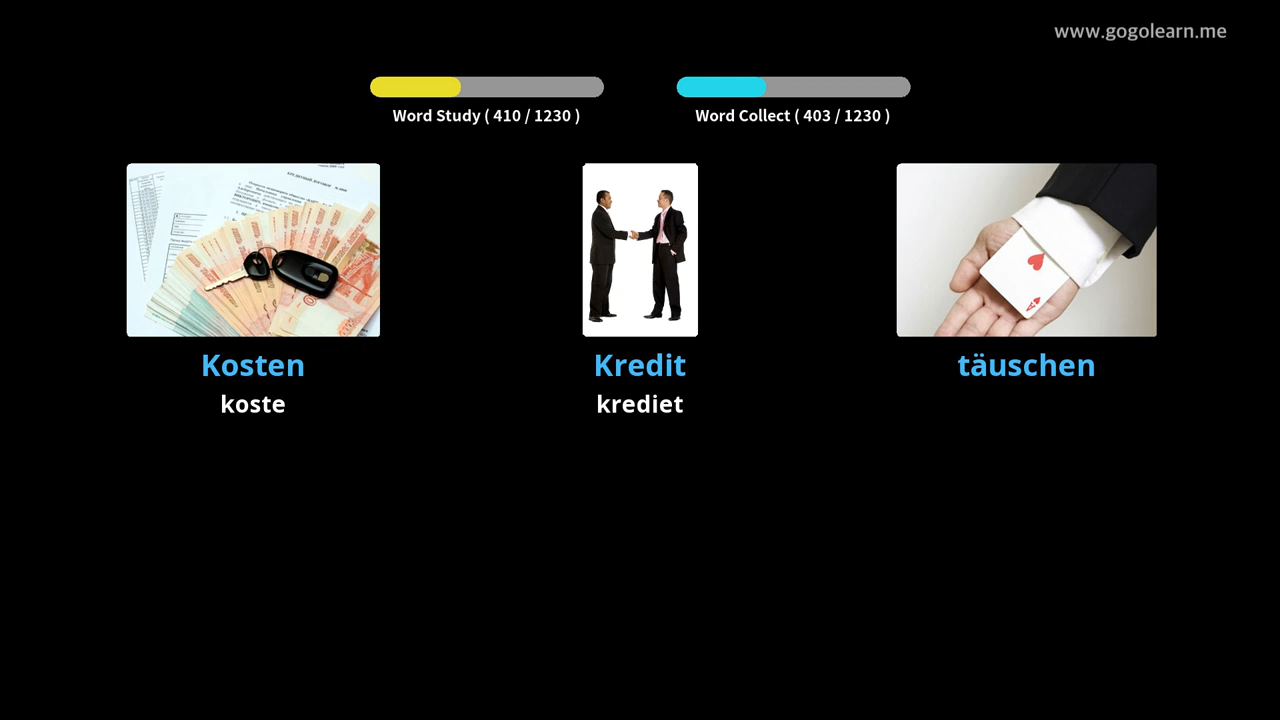 www.gogolearn.me
Word Study ( 410 / 1230 )
Word Collect ( 403 / 1230 )
Kosten
Kredit
täuschen
koste
krediet